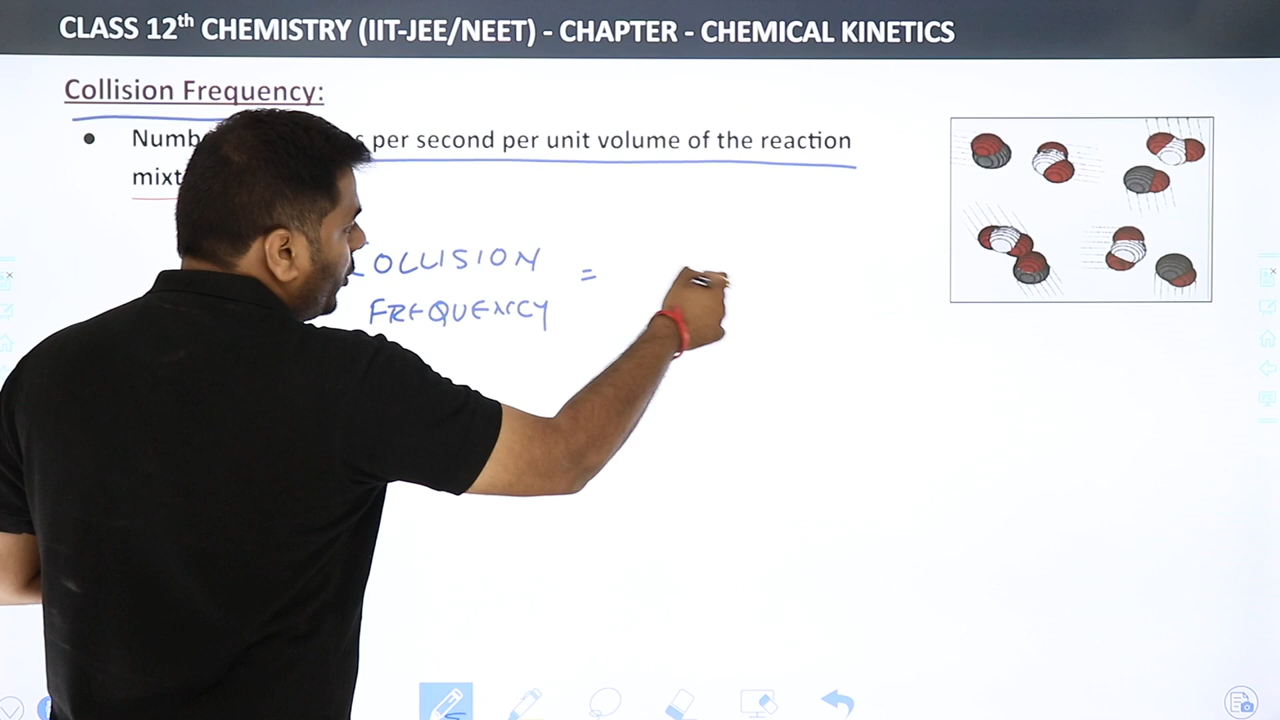 CLASS 12th CHEMISTRY (IIT-JEE/NEET) - CHAPTER - CHEMICAL KINETICS
Collision Frequency:
• per second per unit volume of the reaction
COLLISION =
FREQUENCY